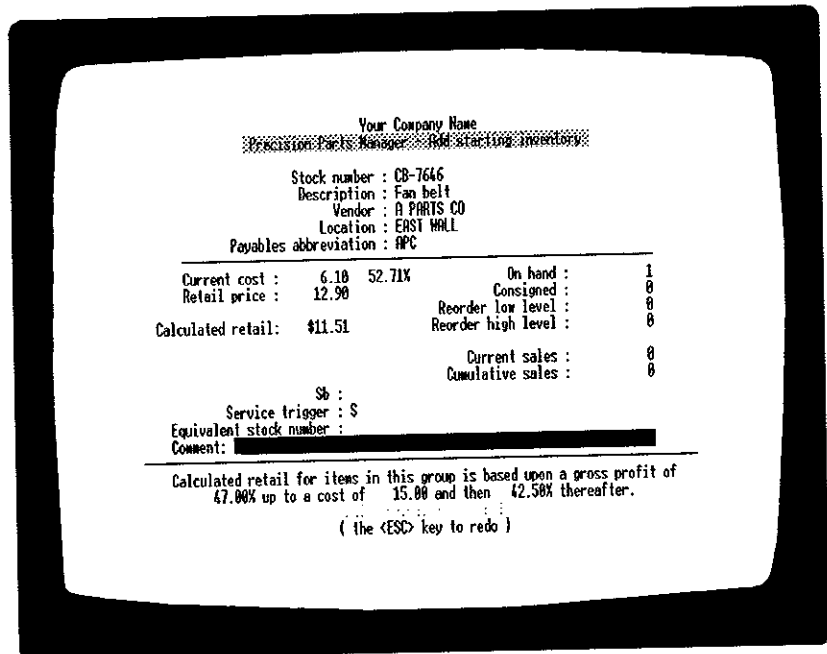 Your Company Name
Precision Parts Manager - Add starting inventory
Stock number : CB-7646
Description : Fan belt
Vendor : A PARTS CO
Location : EAST WALL
Payables abbreviation : APC
Current cost : 6.10 52.71% On hand : 1
Retail price : 12.90 Consigned : 0
Reorder low level : 0
Calculated retail: $11.51 Reorder high level : 0
Current sales : 0
Cumulative sales : 0
Sb :
Service trigger : S
Equivalent stock number :
Comment:
Calculated retail for items in this group is based upon a gross profit of
47.00% up to a cost of 15.00 and then 42.50% thereafter.
( the <ESC> key to redo )